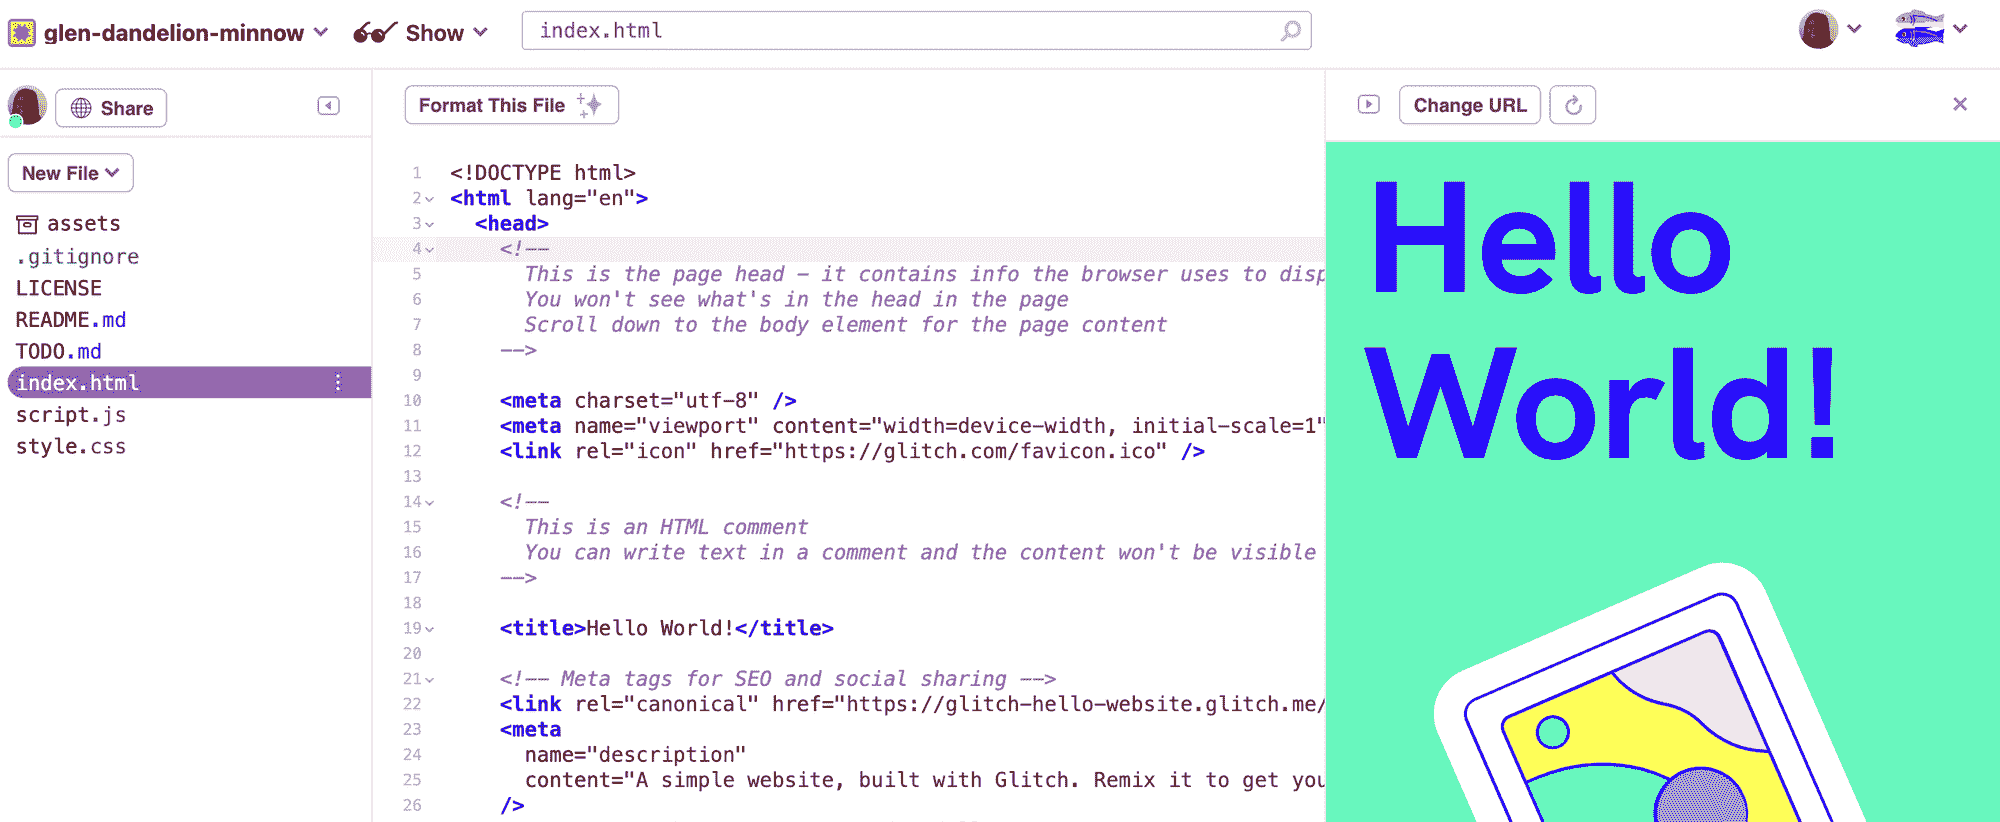 glen-dandelion-minnow
Show
index.html
Share
New File
assets
.gitignore
LICENSE
README.md
TODO.md
index.html
script.js
style.css
Format This File
1 <!DOCTYPE html>
2 <html lang="en">
3 <head>
4 <!--
5 This is the page head - it contains info the browser uses to disp
6 You won't see what's in the head in the page
7 Scroll down to the body element for the page content
8 -->
9
10 <meta charset="utf-8" />
11 <meta name="viewport" content="width=device-width, initial-scale=1"
12 <link rel="icon" href="https://glitch.com/favicon.ico" />
13
14 <!--
15 This is an HTML comment
16 You can write text in a comment and the content won't be visible
17 -->
18
19 <title>Hello World!</title>
20
21 <!-- Meta tags for SEO and social sharing -->
22 <link rel="canonical" href="https://glitch-hello-website.glitch.me/
23 <meta
24 name="description"
25 content="A simple website, built with Glitch. Remix it to get you
26 />
Change URL
Hello
World!